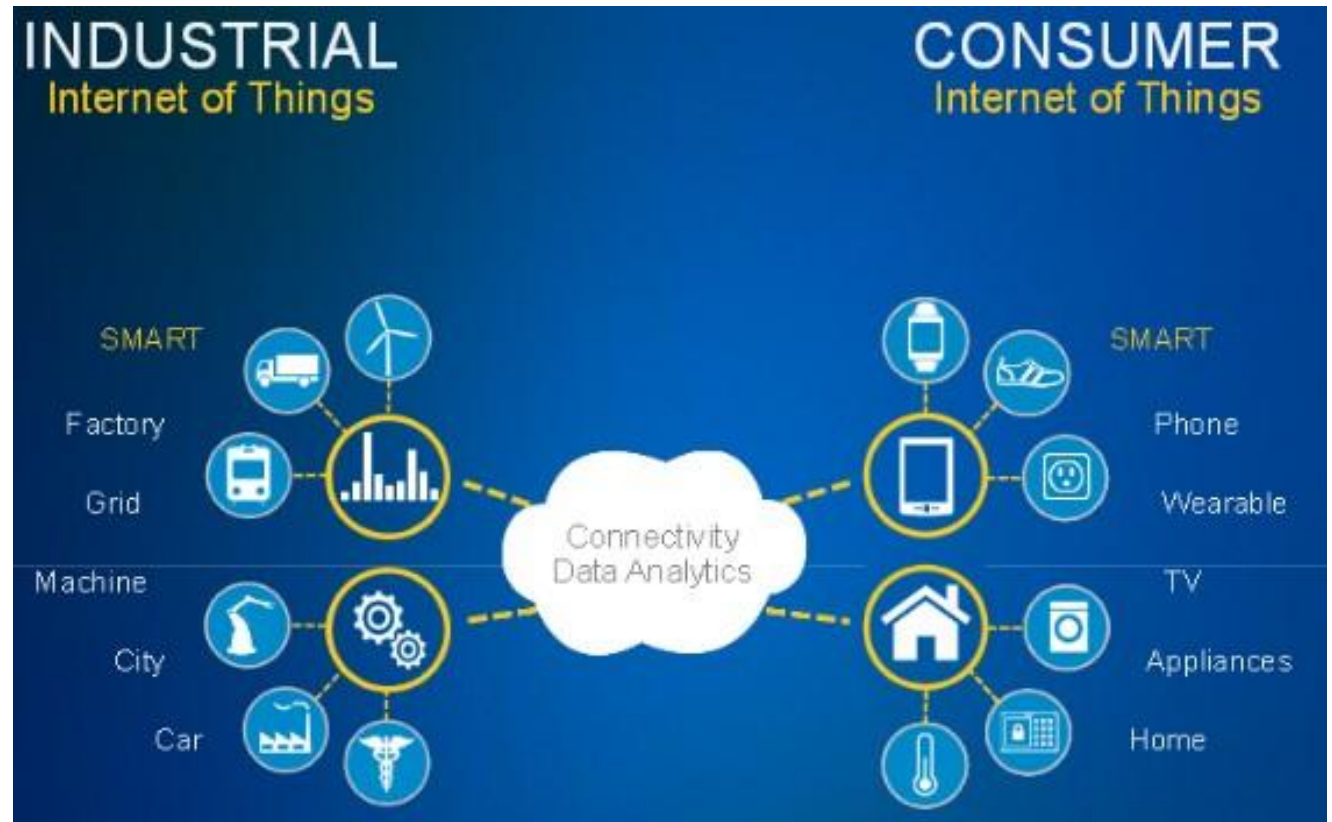 INDUSTRIAL
Internet of Things
CONSUMER
Internet of Things
SMART
Factory
Grid
Machine
City
Car
Connectivity
Data Analytics
SMART
Phone
Wearable
TV
Appliances
Home